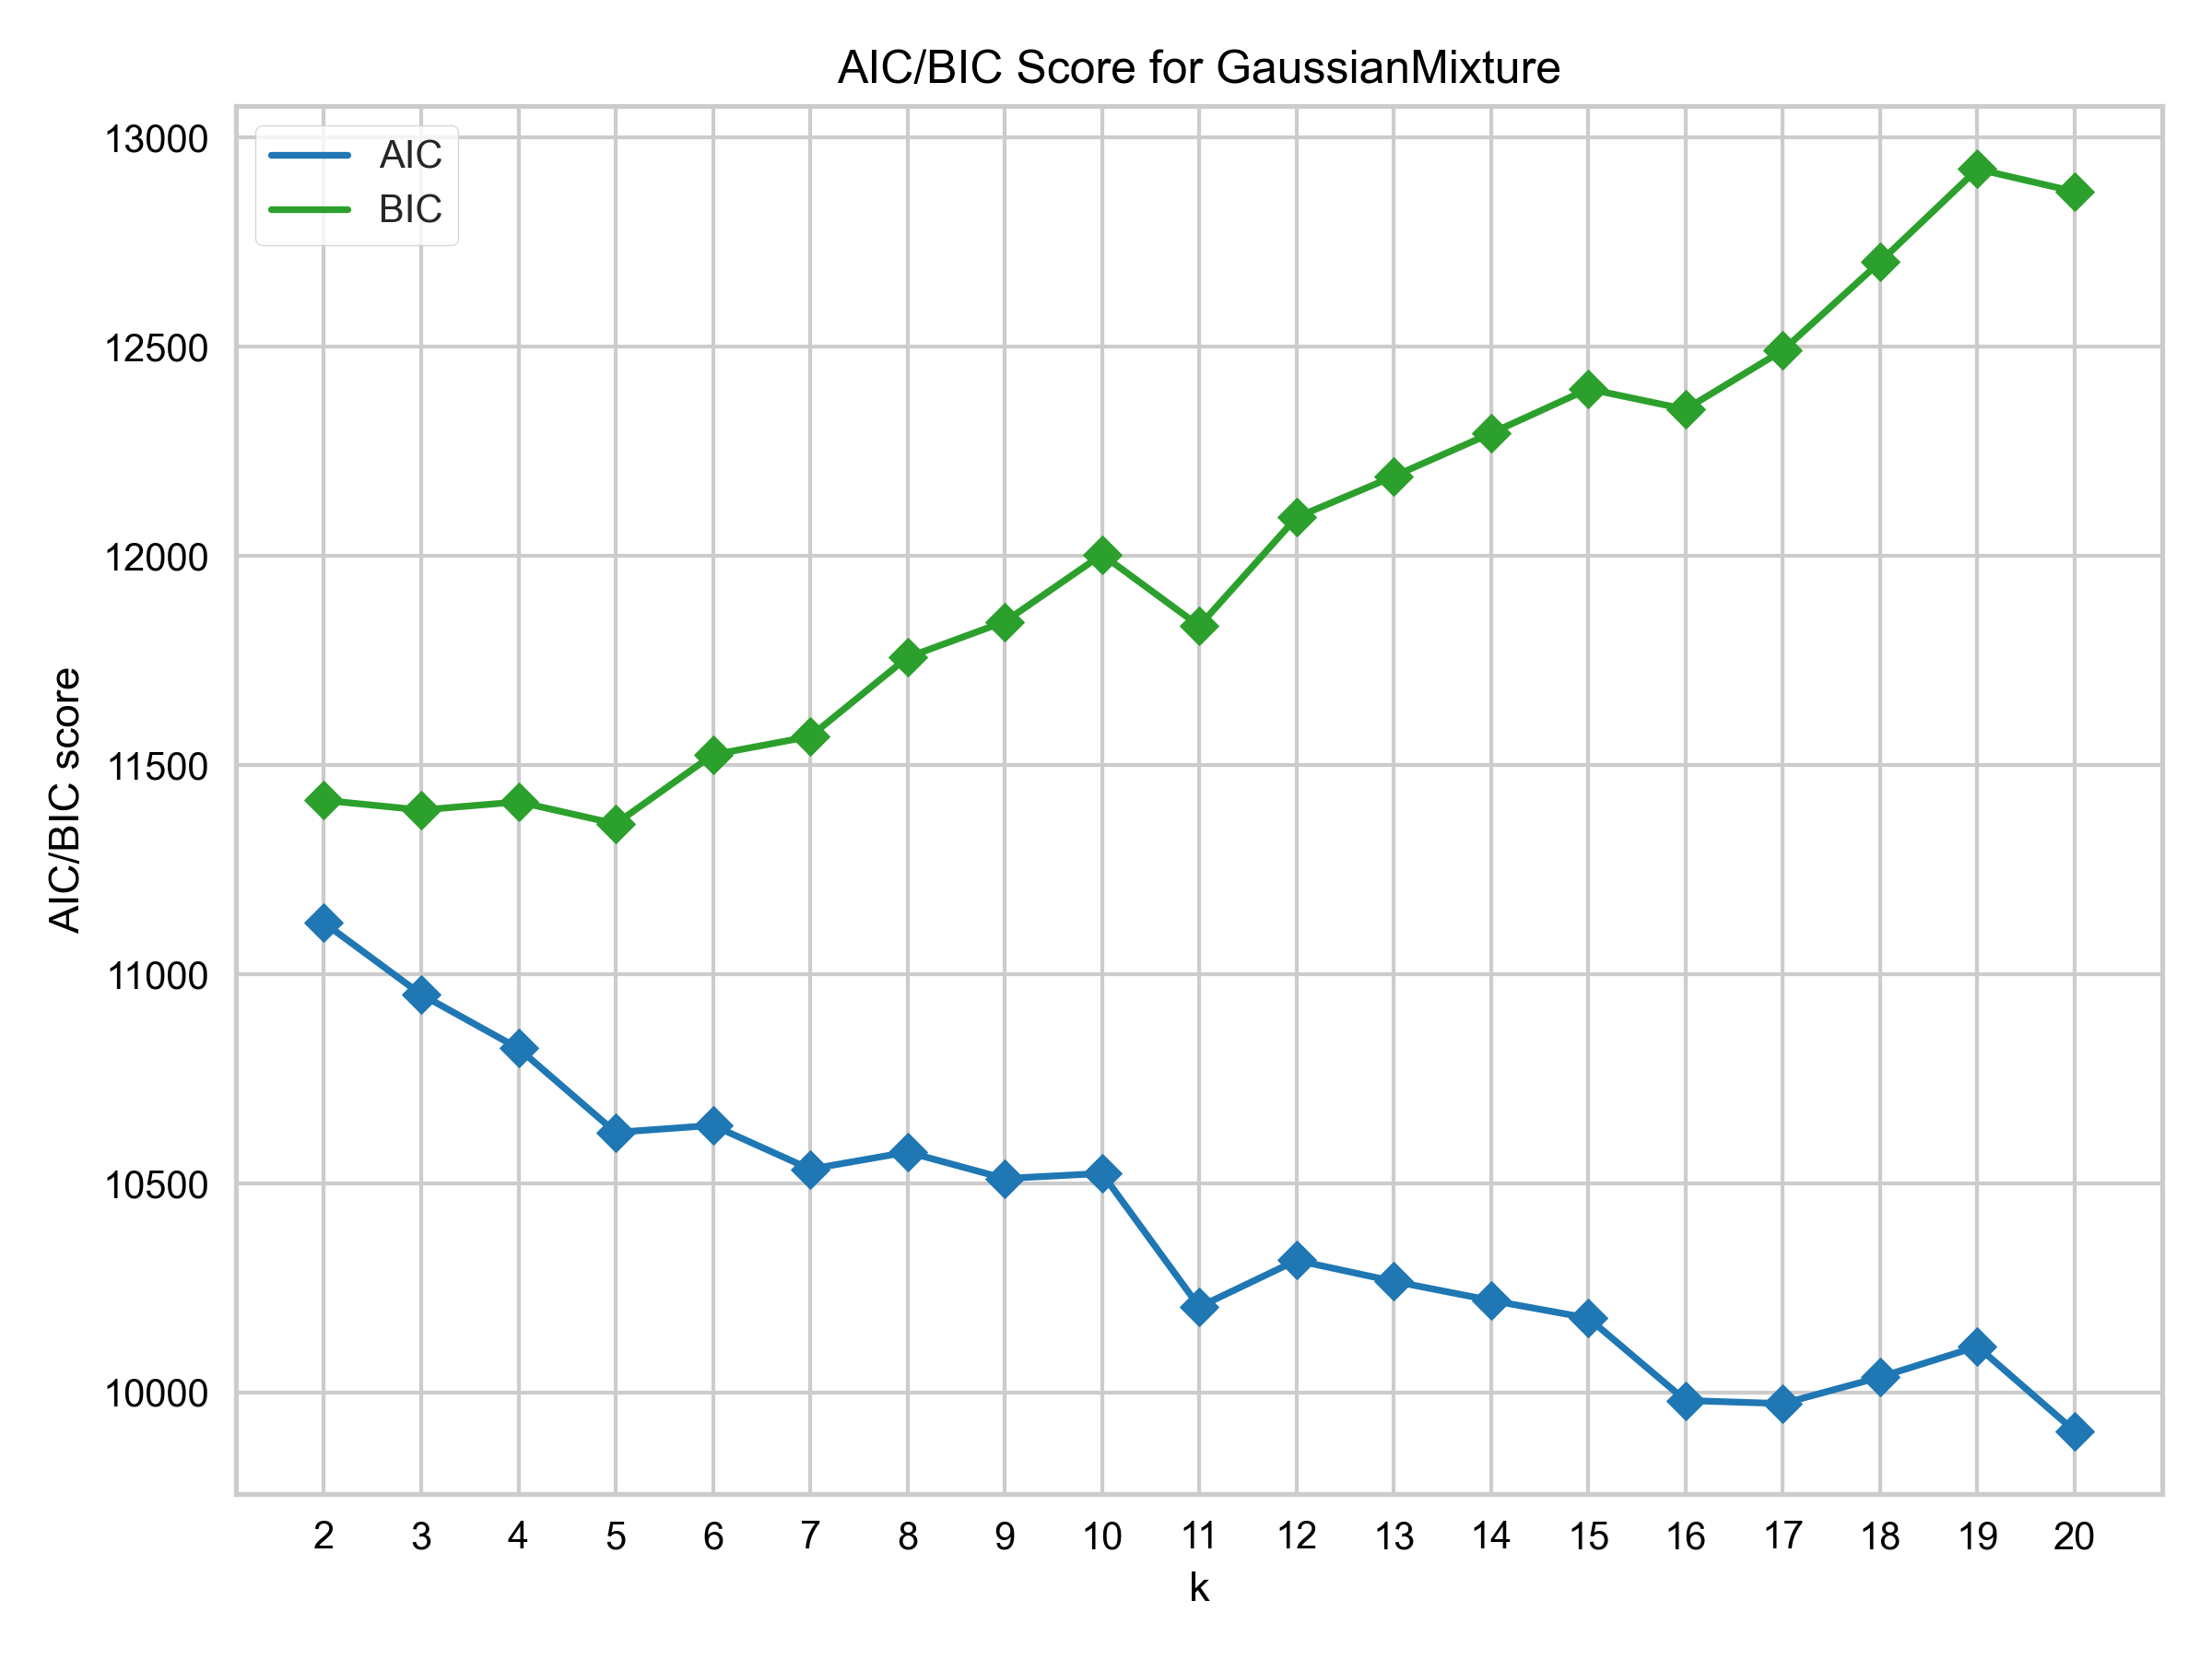 AIC/BIC Score for GaussianMixture
AIC
BIC
13000
12500
12000
11500
11000
10500
10000
AIC/BIC score
2 3 4 5 6 7 8 9 10 11 12 13 14 15 16 17 18 19 20
k